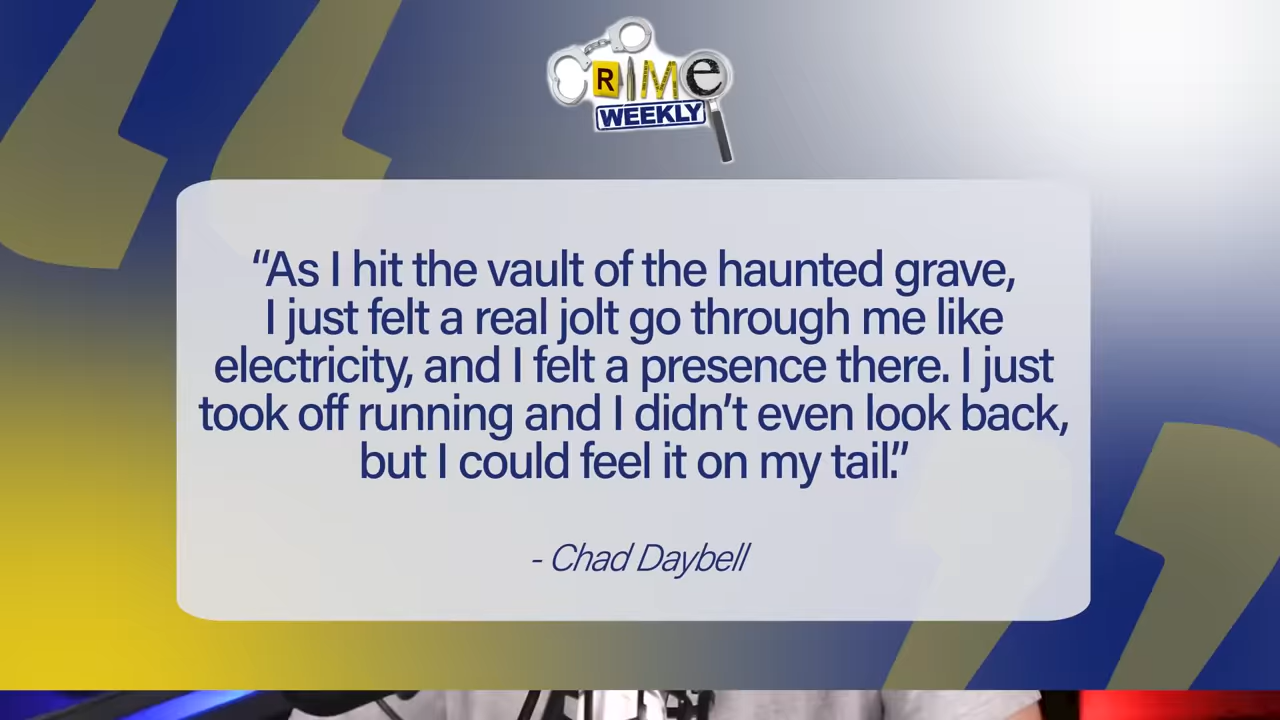 CRIMe
WEEKLY
“As I hit the vault of the haunted grave,
I just felt a real jolt go through me like
electricity, and I felt a presence there. I just
took off running and I didn’t even look back,
but I could feel it on my tail.”
- Chad Daybell